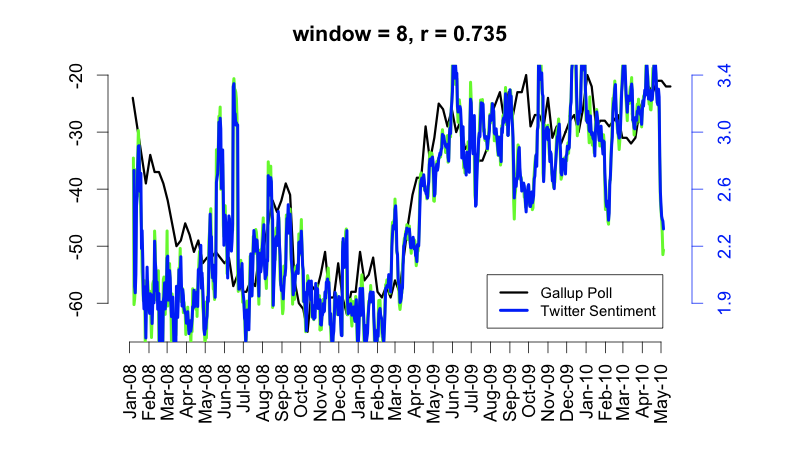 window = 8, r = 0.735
-20
-30
-40
-50
-60
3.4
3.0
2.6
2.2
1.9
Gallup Poll
Twitter Sentiment
Jan-08
Feb-08
Mar-08
Apr-08
May-08
Jun-08
Jul-08
Aug-08
Sep-08
Oct-08
Nov-08
Dec-08
Jan-09
Feb-09
Mar-09
Apr-09
May-09
Jun-09
Jul-09
Aug-09
Sep-09
Oct-09
Nov-09
Dec-09
Jan-10
Feb-10
Mar-10
Apr-10
May-10